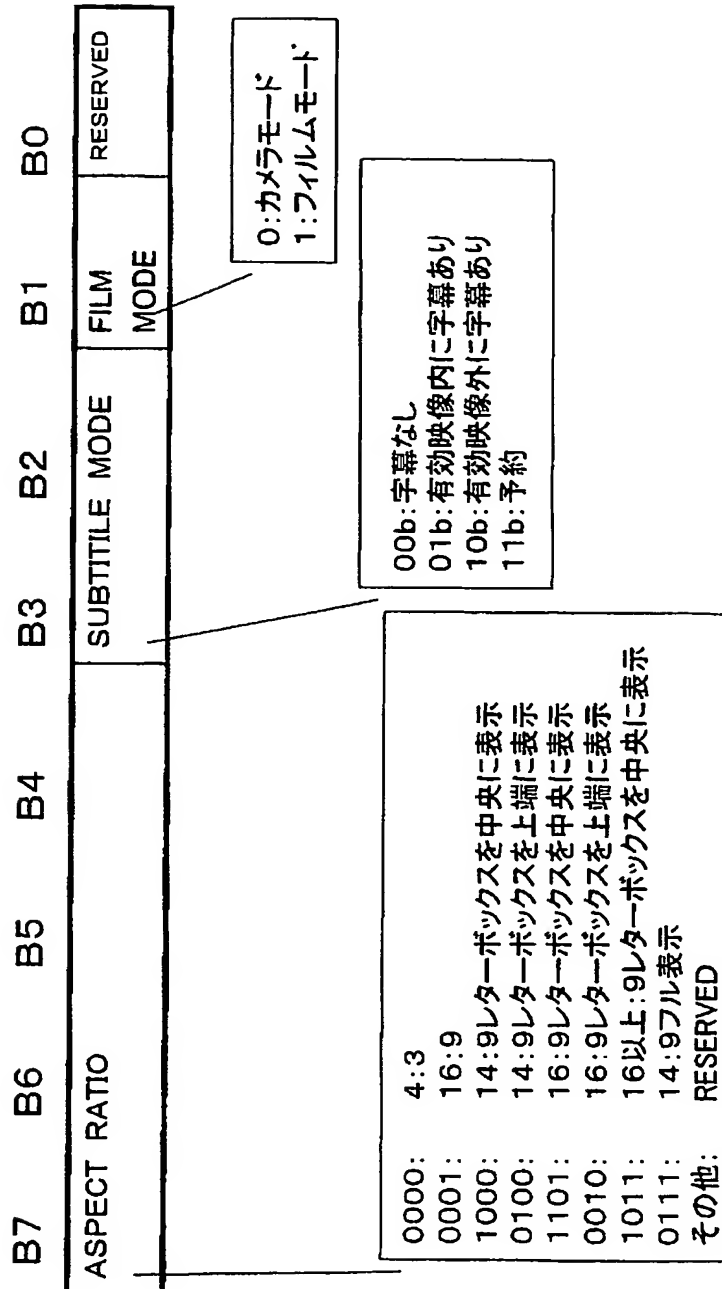 B7 B6 B5 B4 B3 B2 B1 B0
ASPECT RATIO
SUBTITILE MODE
FILM
MODE
RESERVED
0:カメラモード
1:フィルムモード
00b:字幕なし
01b:有効映像内に字幕あり
10b:有効映像外に字幕あり
11b:予約
0000: 4:3
0001: 16:9
1000: 14:9レターボックスを中央に表示
0100: 14:9レターボックスを上端に表示
1101: 16:9レターボックスを中央に表示
0010: 16:9レターボックスを上端に表示
1011: 16以上:9レターボックスを中央に表示
0111: 14:9フル表示
その他: RESERVED